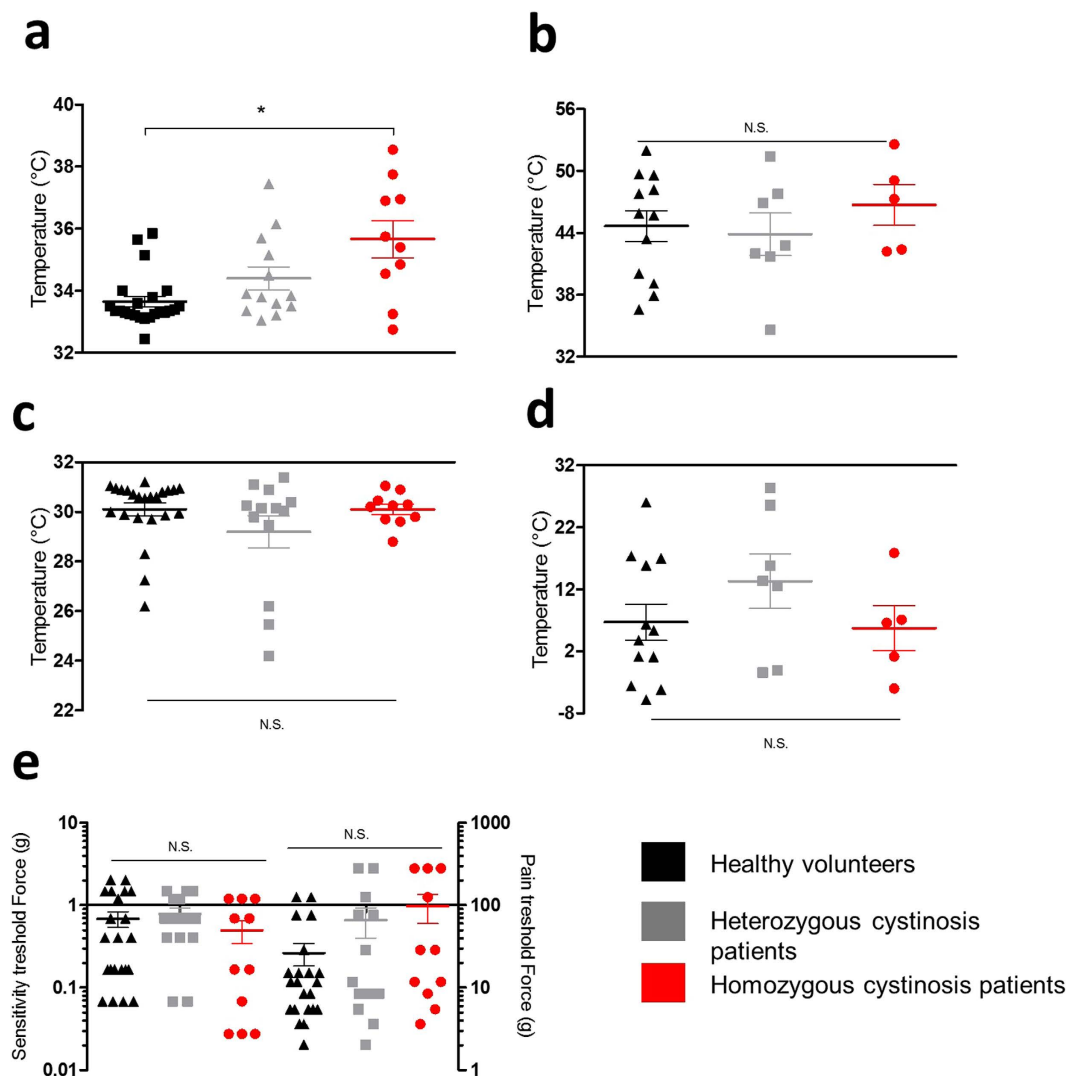 a
b
40
38
36
34
32
Temperature (°C)
*
56
50
44
38
32
Temperature (°C)
N.S.
c
d
32
30
28
26
24
22
Temperature (°C)
N.S.
32
22
12
2
-8
Temperature (°C)
N.S.
e
10
1
0.1
0.01
Sensitivity treshold Force (g)
N.S.
N.S.
1000
100
10
1
Pain treshold Force (g)
Healthy volunteers
Heterozygous cystinosis
patients
Homozygous cystinosis patients